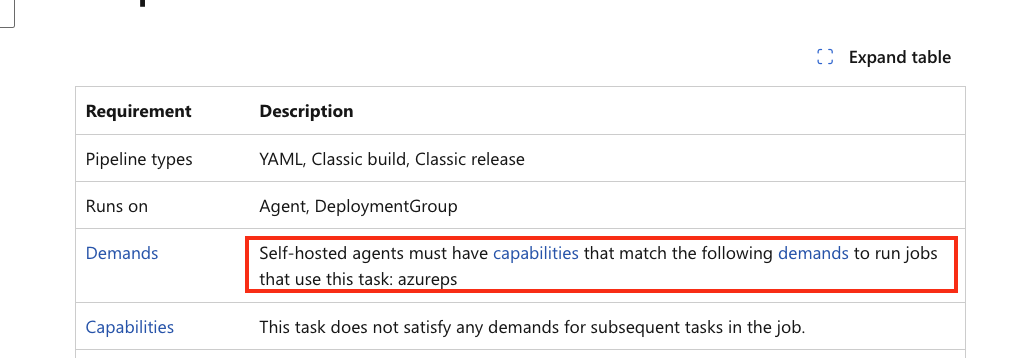 Expand table
Requirement Description
Pipeline types YAML, Classic build, Classic release
Runs on Agent, DeploymentGroup
Demands Self-hosted agents must have capabilities that match the following demands to run jobs
that use this task: azureps
Capabilities This task does not satisfy any demands for subsequent tasks in the job.